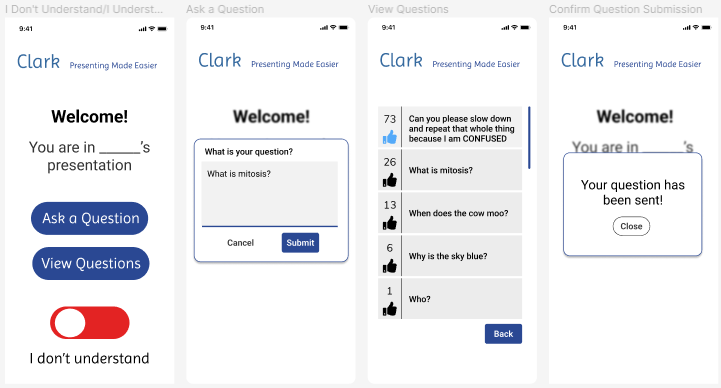 I Don't Understand/I Underst...
9:41
Clark Presenting Made Easier
Welcome!
You are in _____'s
presentation
Ask a Question
View Questions
I don't understand
Ask a Question
9:41
Clark Presenting Made Easier
Welcome!
What is your question?
What is mitosis?
Cancel Submit
View Questions
9:41
Clark Presenting Made Easier
73 Can you please slow down
and repeat that whole thing
because I am CONFUSED
26 What is mitosis?
13 When does the cow moo?
6 Why is the sky blue?
1 Who?
Back
Confirm Question Submission
9:41
Clark Presenting Made Easier
Welcome!
You are in _____'s
Your question has
been sent!
Close